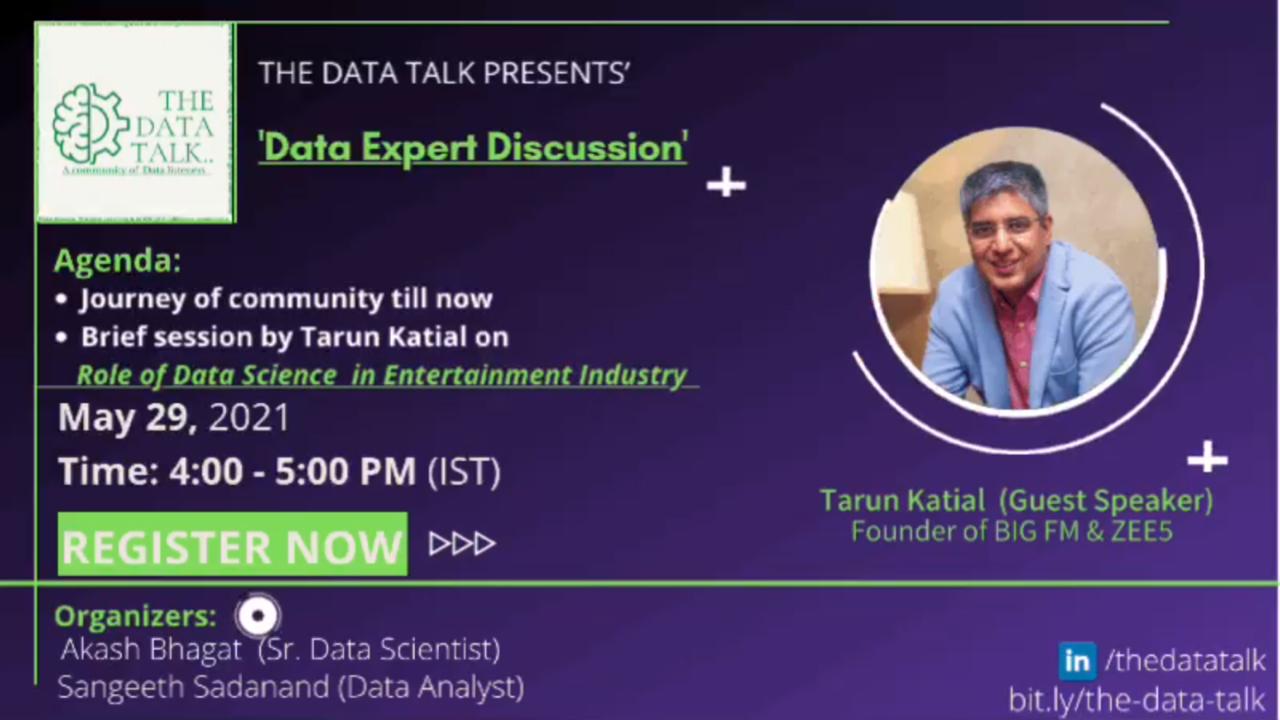 THE
DATA
TALK..
A community of Data listeners..
THE DATA TALK PRESENTS’
'Data Expert Discussion'
Agenda:
• Journey of community till now
• Brief session by Tarun Katial on
Role of Data Science in Entertainment Industry
May 29, 2021
Time: 4:00 - 5:00 PM (IST)
REGISTER NOW
Tarun Katial (Guest Speaker)
Founder of BIG FM & ZEE5
Organizers:
Akash Bhagat (Sr. Data Scientist)
Sangeeth Sadanand (Data Analyst)
in /thedatatalk
bit.ly/the-data-talk